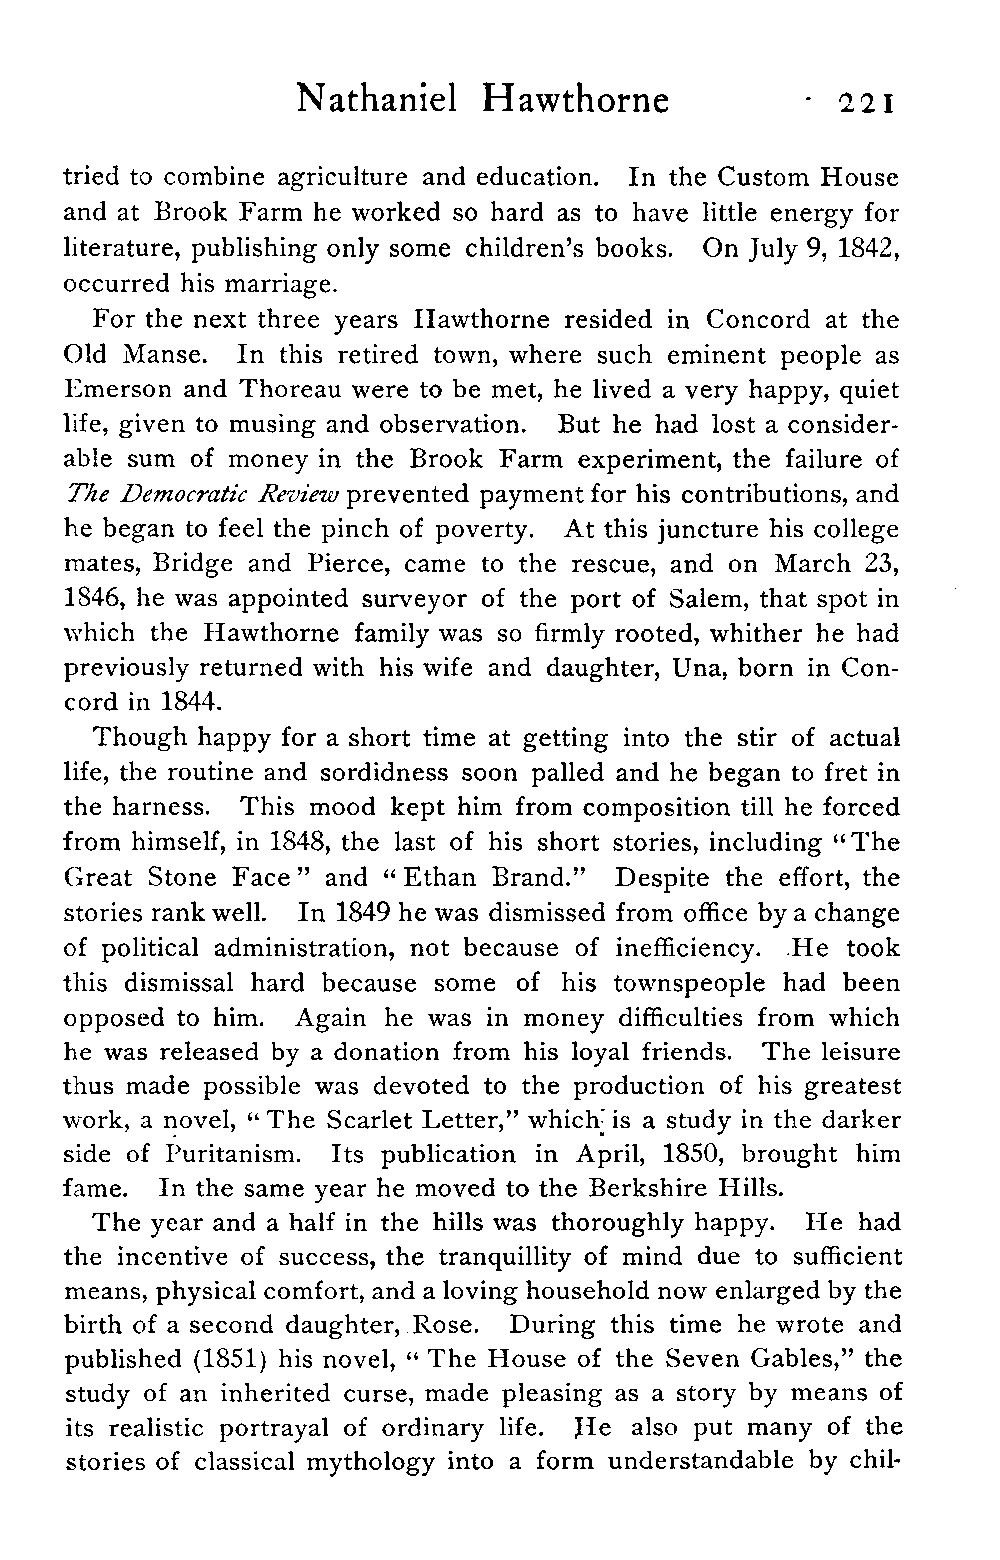 Nathaniel Hawthorne 221
tried to combine agriculture and education. In the Custom House
and at Brook Farm he worked so hard as to have little energy for
literature, publishing only some children's books. On July 9, 1842,
occurred his marriage.
For the next three years Hawthorne resided in Concord at the
Old Manse. In this retired town, where such eminent people as
Emerson and Thoreau were to be met, he lived a very happy, quiet
life, given to musing and observation. But he had lost a consider-
able sum of money in the Brook Farm experiment, the failure of
The Democratic Review prevented payment for his contributions, and
he began to feel the pinch of poverty. At this juncture his college
mates, Bridge and Pierce, came to the rescue, and on March 23,
1846, he was appointed surveyor of the port of Salem, that spot in
which the Hawthorne family was so firmly rooted, whither he had
previously returned with his wife and daughter, Una, born in Con-
cord in 1844.
Though happy for a short time at getting into the stir of actual
life, the routine and sordidness soon palled and he began to fret in
the harness. This mood kept him from composition till he forced
from himself, in 1848, the last of his short stories, including "The
Great Stone Face" and "Ethan Brand." Despite the effort, the
stories rank well. In 1849 he was dismissed from office by a change
of political administration, not because of inefficiency. He took
this dismissal hard because some of his townspeople had been
opposed to him. Again he was in money difficulties from which
he was released by a donation from his loyal friends. The leisure
thus made possible was devoted to the production of his greatest
work, a novel, "The Scarlet Letter," which is a study in the darker
side of Puritanism. Its publication in April, 1850, brought him
fame. In the same year he moved to the Berkshire Hills.
The year and a half in the hills was thoroughly happy. He had
the incentive of success, the tranquillity of mind due to sufficient
means, physical comfort, and a loving household now enlarged by the
birth of a second daughter, Rose. During this time he wrote and
published (1851) his novel, "The House of the Seven Gables," the
study of an inherited curse, made pleasing as a story by means of
its realistic portrayal of ordinary life. He also put many of the
stories of classical mythology into a form understandable by chil-